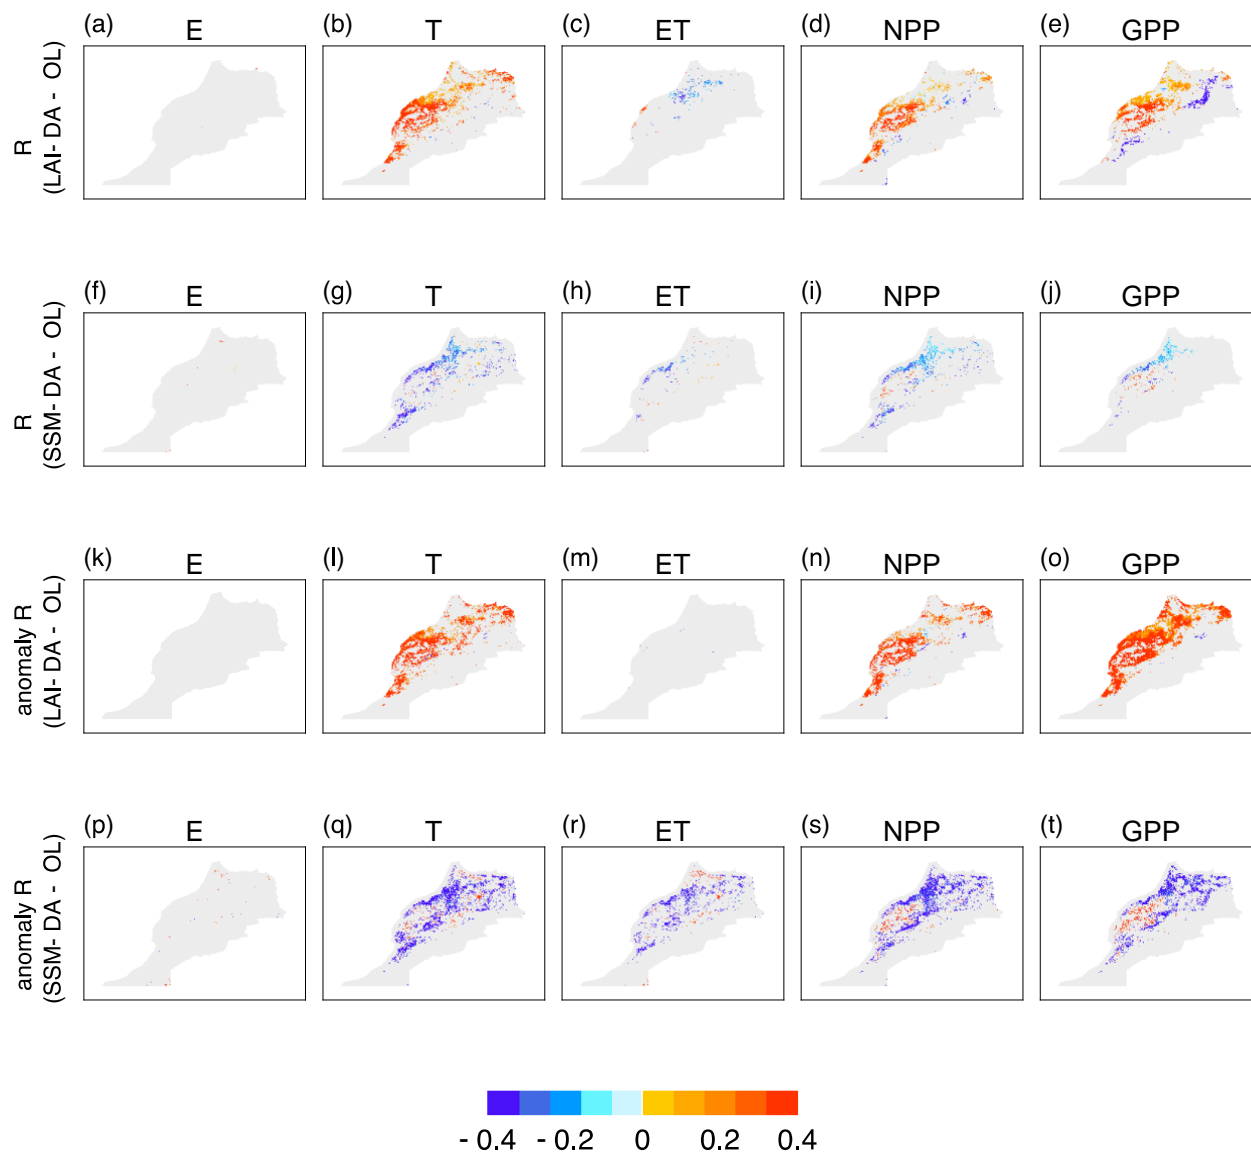 (a) E (b) T (c) ET (d) NPP (e) GPP
R
(LAI- DA - OL)
(f) E (g) T (h) ET (i) NPP (j) GPP
R
(SSM- DA - OL)
(k) E (l) T (m) ET (n) NPP (o) GPP
anomaly R
(LAI- DA - OL)
(p) E (q) T (r) ET (s) NPP (t) GPP
anomaly R
(SSM- DA - OL)
- 0.4 - 0.2 0 0.2 0.4